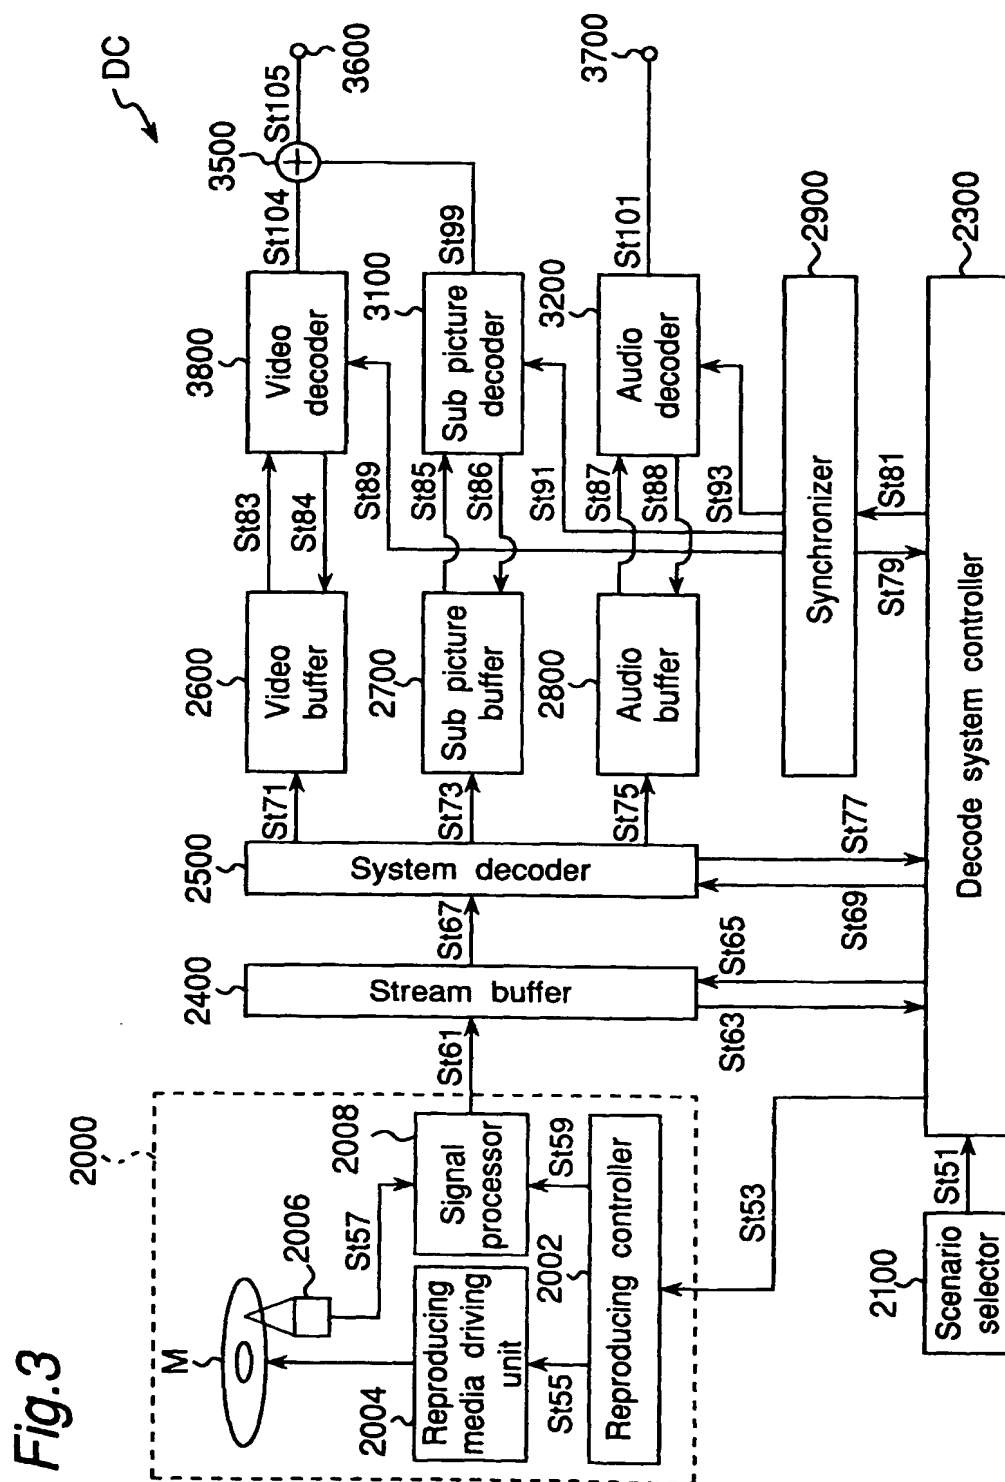 Fig.3
DC
2000
M
2006
St57
2004
Reproducing
media driving
unit
2008
Signal
processor
St55
St59
2002
Reproducing controller
St53
2100
Scenario
selector
St51
St61
2400
Stream buffer
St63
St65
St67
2500
System decoder
St69
St77
St71
St73
St75
2600
Video
buffer
2700
Sub picture
buffer
2800
Audio
buffer
St83
St84
St89
St85
St86
St91
St87
St88
St93
3800
Video
decoder
3100
Sub picture
decoder
3200
Audio
decoder
St104
3500
St105
3600
St99
St101
3700
2900
Synchronizer
St79
St81
2300
Decode system controller